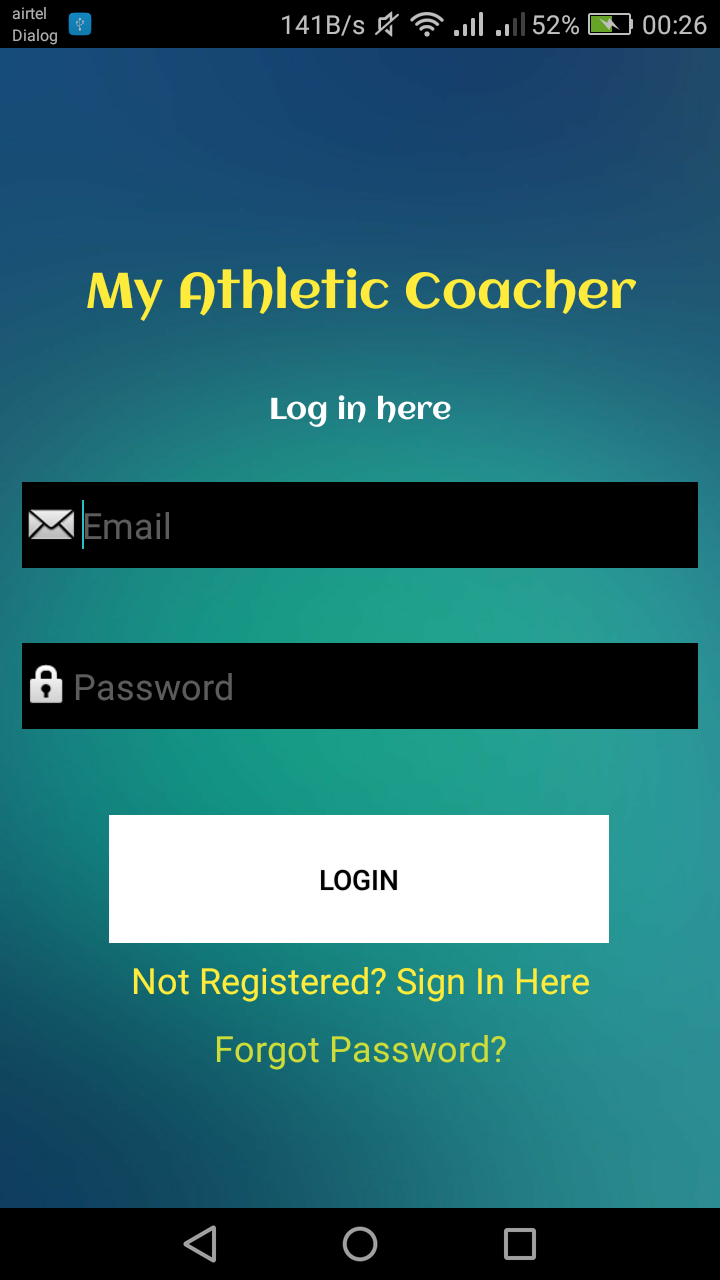 airtel
Dialog
141B/s 52% 00:26
My Athletic Coacher
Log in here
Email
Password
LOGIN
Not Registered? Sign In Here
Forgot Password?